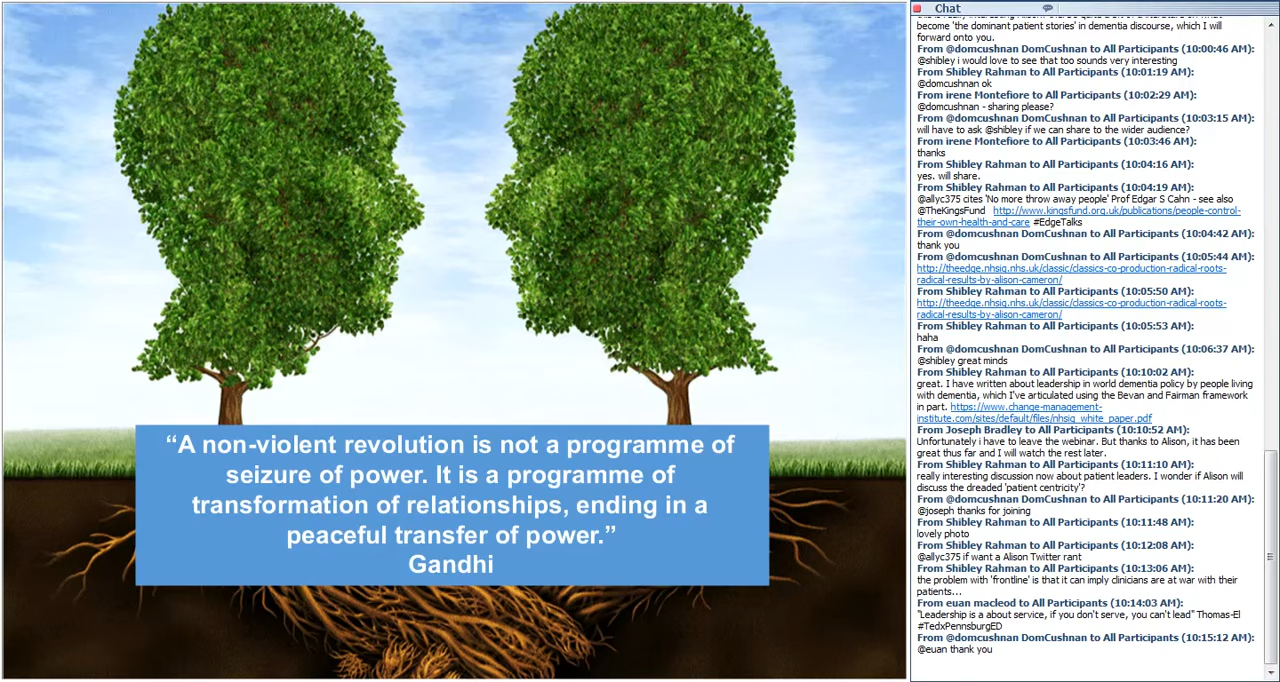 “A non-violent revolution is not a programme of
seizure of power. It is a programme of
transformation of relationships, ending in a
peaceful transfer of power.”
Gandhi
Chat
become 'the dominant patient stories' in dementia discourse, which I will
forward onto you.
From @domcushnan DomCushnan to All Participants (10:00:46 AM):
@shibley i would love to see that too sounds very interesting
From Shibley Rahman to All Participants (10:01:19 AM):
@domcushnan ok
From irene Montefiore to All Participants (10:02:29 AM):
@domcushnan - sharing please?
From @domcushnan DomCushnan to All Participants (10:03:15 AM):
will have to ask @shibley if we can share to the wider audience?
From irene Montefiore to All Participants (10:03:46 AM):
thanks
From Shibley Rahman to All Participants (10:04:16 AM):
yes. will share.
From Shibley Rahman to All Participants (10:04:19 AM):
@allyc375 cites 'No more throw away people' Prof Edgar S Cahn - see also
@TheKingsFund http://www.kingsfund.org.uk/publications/people-control-
their-own-health-and-care #EdgeTalks
From @domcushnan DomCushnan to All Participants (10:04:42 AM):
thank you
From @domcushnan DomCushnan to All Participants (10:05:44 AM):
http://theedge.nhsiq.nhs.uk/classic/classics-co-production-radical-roots-
radical-results-by-alison-cameron/
From Shibley Rahman to All Participants (10:05:50 AM):
http://theedge.nhsiq.nhs.uk/classic/classics-co-production-radical-roots-
radical-results-by-alison-cameron/
From Shibley Rahman to All Participants (10:05:53 AM):
haha
From @domcushnan DomCushnan to All Participants (10:06:37 AM):
@shibley great minds
From Shibley Rahman to All Participants (10:10:02 AM):
great. I have written about leadership in world dementia policy by people living
with dementia, which I've articulated using the Bevan and Fairman framework
in part. https://www.change-management-
institute.com/sites/default/files/nhsiq_white_paper.pdf
From Joseph Bradley to All Participants (10:10:52 AM):
Unfortunately i have to leave the webinar. But thanks to Alison, it has been
great thus far and I will watch the rest later.
From Shibley Rahman to All Participants (10:11:10 AM):
really interesting discussion now about patient leaders. I wonder if Alison will
discuss the dreaded 'patient centricity'?
From @domcushnan DomCushnan to All Participants (10:11:20 AM):
@joseph thanks for joining
From Shibley Rahman to All Participants (10:11:48 AM):
lovely photo
From Shibley Rahman to All Participants (10:12:08 AM):
@allyc375 if want a Alison Twitter rant
From Shibley Rahman to All Participants (10:13:06 AM):
the problem with 'frontline' is that it can imply clinicians are at war with their
patients...
From euan macleod to All Participants (10:14:03 AM):
"Leadership is a about service, if you don't serve, you can't lead" Thomas-El
#TedxPennsburgED
From @domcushnan DomCushnan to All Participants (10:15:12 AM):
@euan thank you